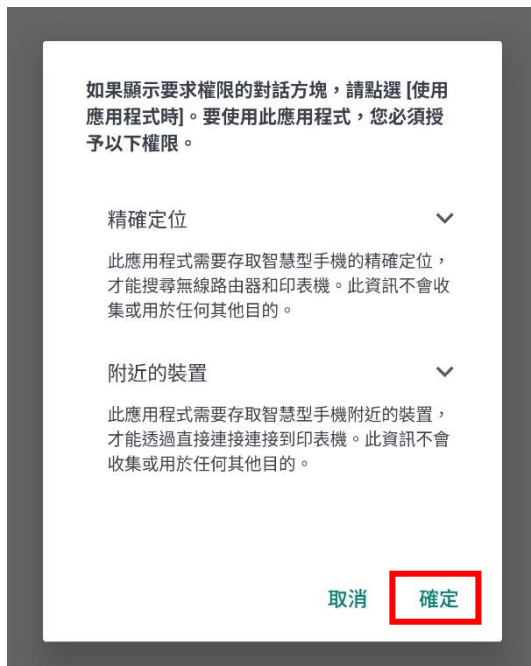 如果顯示要求權限的對話方塊，請點選 [使用
應用程式時]。要使用此應用程式，您必須授
予以下權限。
精確定位
此應用程式需要存取智慧型手機的精確定位，
才能搜尋無線路由器和印表機。此資訊不會收
集或用於任何其他目的。
附近的裝置
此應用程式需要存取智慧型手機附近的裝置，
才能透過直接連接連接到印表機。此資訊不會
收集或用於任何其他目的。
取消 確定